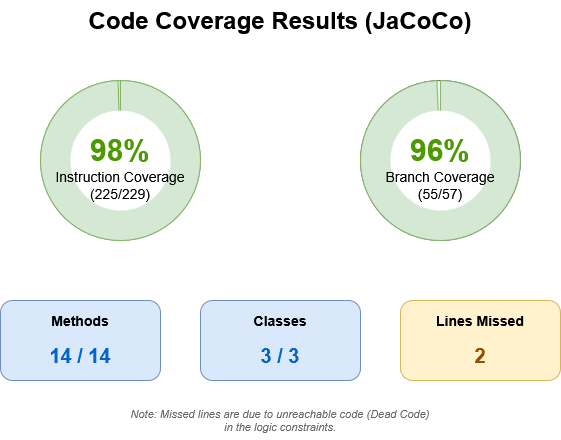 Code Coverage Results (JaCoCo)
98%
Instruction Coverage
(225/229)
96%
Branch Coverage
(55/57)
Methods
14 / 14
Classes
3 / 3
Lines Missed
2
Note: Missed lines are due to unreachable code (Dead Code)
in the logic constraints.